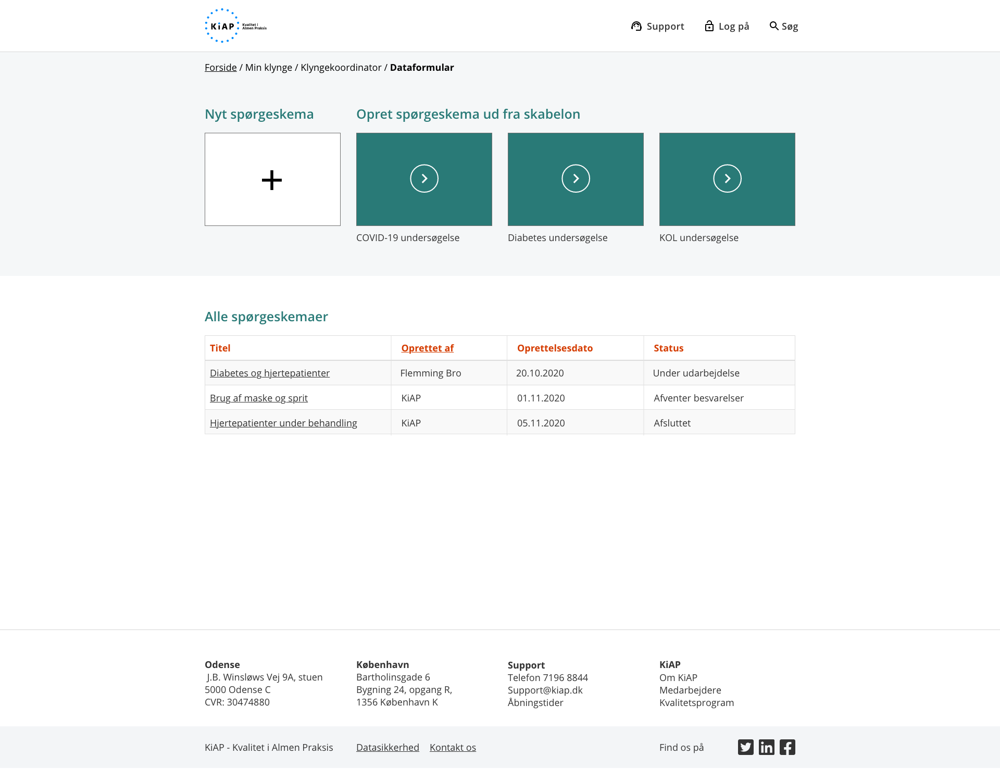 KiAP Kvalitet i
Almen Praksis
Support Log på Søg
Forside / Min klynge / Klyngekoordinator / Dataformular
Nyt spørgeskema
Opret spørgeskema ud fra skabelon
COVID-19 undersøgelse
Diabetes undersøgelse
KOL undersøgelse
Alle spørgeskemaer
Titel Oprettet af Oprettelsesdato Status
Diabetes og hjertepatienter Flemming Bro 20.10.2020 Under udarbejdelse
Brug af maske og sprit KiAP 01.11.2020 Afventer besvarelser
Hjertepatienter under behandling KiAP 05.11.2020 Afsluttet
Odense
J.B. Winsløws Vej 9A, stuen
5000 Odense C
CVR: 30474880
København
Bartholinsgade 6
Bygning 24, opgang R,
1356 København K
Support
Telefon 7196 8844
Support@kiap.dk
Åbningstider
KiAP
Om KiAP
Medarbejdere
Kvalitetsprogram
KiAP - Kvalitet i Almen Praksis Datasikkerhed Kontakt os Find os på